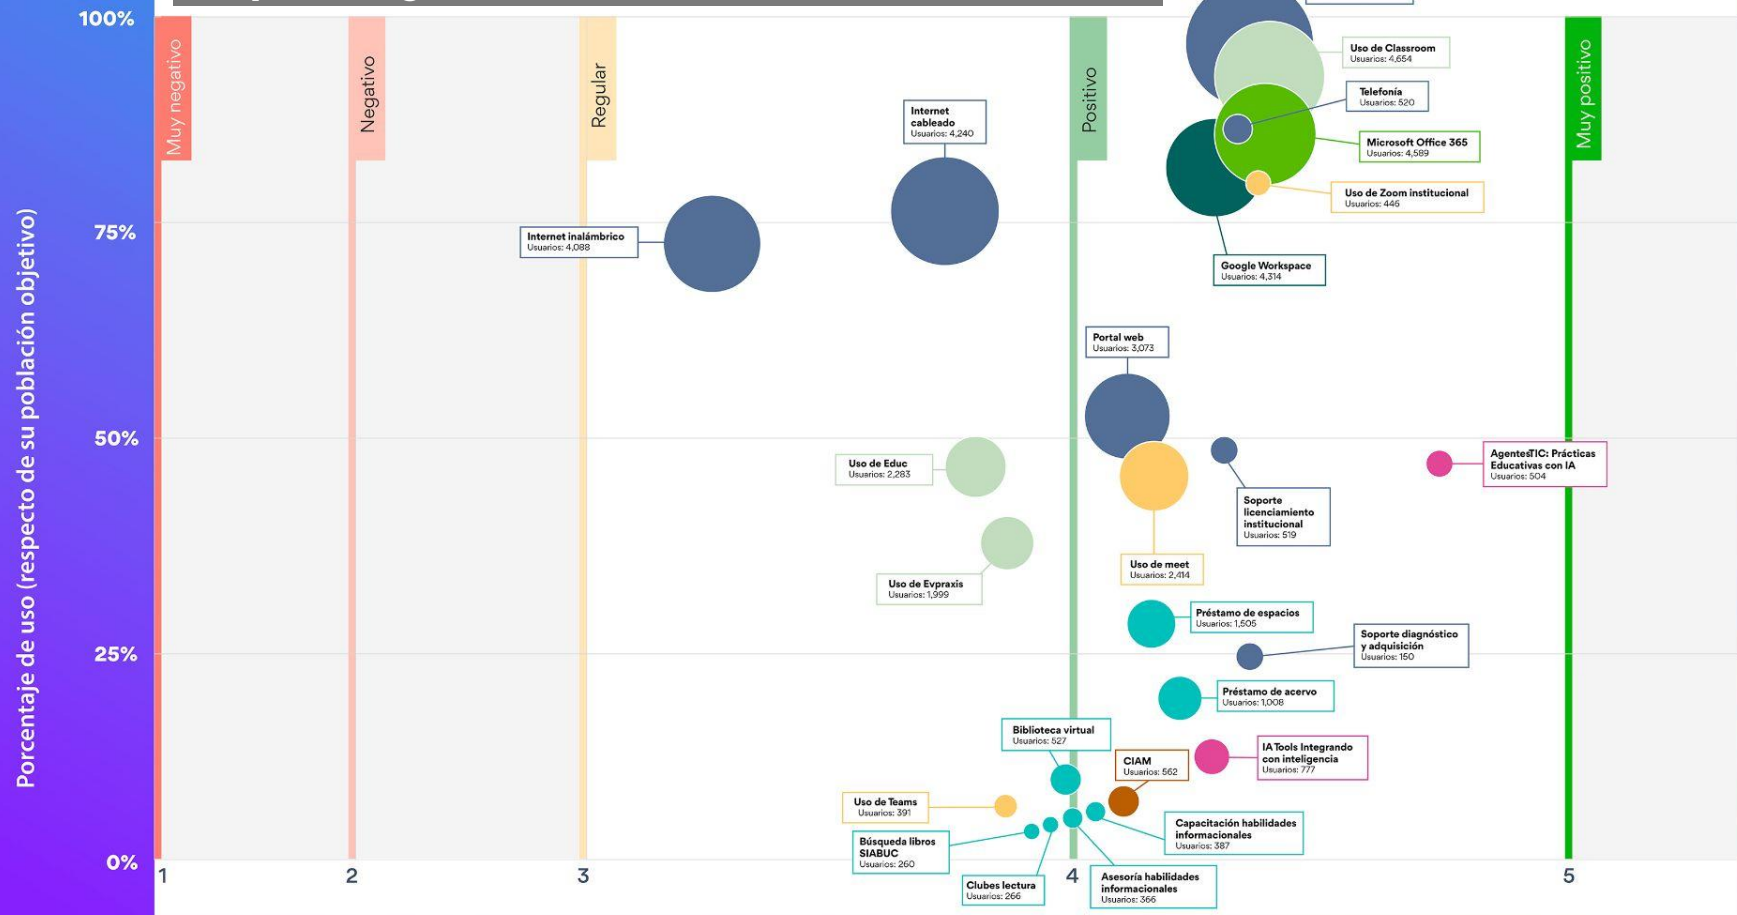 100%
75%
50%
25%
0%
Porcentaje de uso (respecto de su población objetivo)
Muy negativo
Negativo
Regular
Positivo
Muy positivo
Internet
cableado
Usuarios: 4,240
Uso de Classroom
Usuarios: 4,654
Telefonía
Usuarios: 520
Microsoft Office 365
Usuarios: 4,589
Uso de Zoom institucional
Usuarios: 446
Internet inalámbrico
Usuarios: 4,088
Google Workspace
Usuarios: 4,314
Portal web
Usuarios: 3,073
Uso de Educ
Usuarios: 2,283
AgentesTIC: Prácticas
Educativas con IA
Usuarios: 504
Soporte
licenciamiento
institucional
Usuarios: 519
Uso de meet
Usuarios: 2,414
Uso de Evpraxis
Usuarios: 1,999
Préstamo de espacios
Usuarios: 1,505
Soporte diagnóstico
y adquisición
Usuarios: 150
Préstamo de acervo
Usuarios: 1,008
Biblioteca virtual
Usuarios: 527
CIAM
Usuarios: 562
IA Tools Integrando
con inteligencia
Usuarios: 777
Uso de Teams
Usuarios: 391
Búsqueda libros
SIABUC
Usuarios: 260
Capacitación habilidades
informacionales
Usuarios: 387
Clubes lectura
Usuarios: 266
Asesoría habilidades
informacionales
Usuarios: 366
1
2
3
4
5